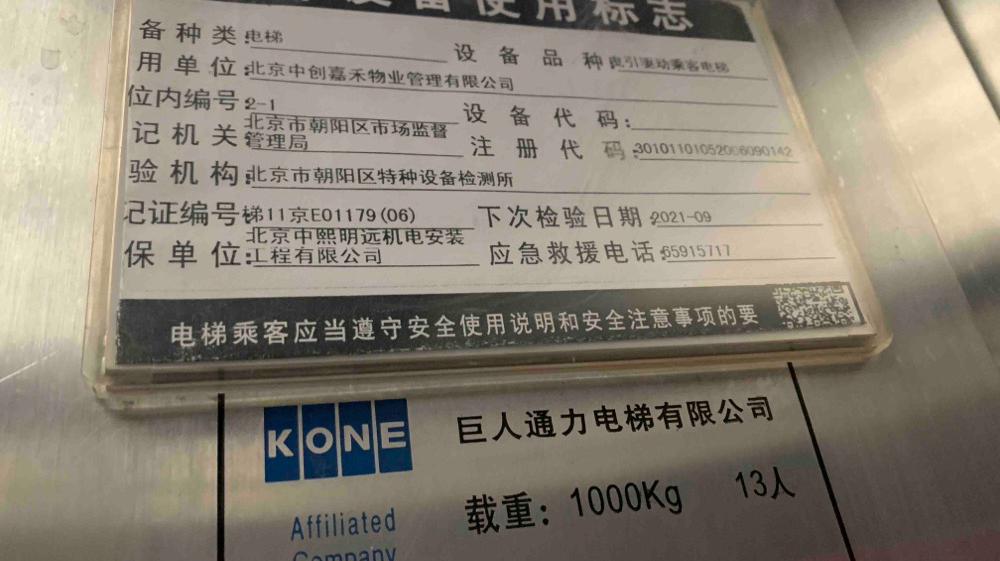 设备使用标志
备种类:电梯 设备品种:曳引驱动乘客电梯
用单位:北京中创嘉禾物业管理有限公司
位内编号:2-1 设备代码:
记机关:北京市朝阳区市场监督
管理局 注册代码:30101101052006090142
验机构:北京市朝阳区特种设备检测所
记证编号:梯11京E01179(06) 下次检验日期:2021-09
保单位:北京中熙明远机电安装
工程有限公司 应急救援电话:65915717
电梯乘客应当遵守安全使用说明和安全注意事项的要
KONE 巨人通力电梯有限公司
载重: 1000Kg 13人
Affiliated
Company